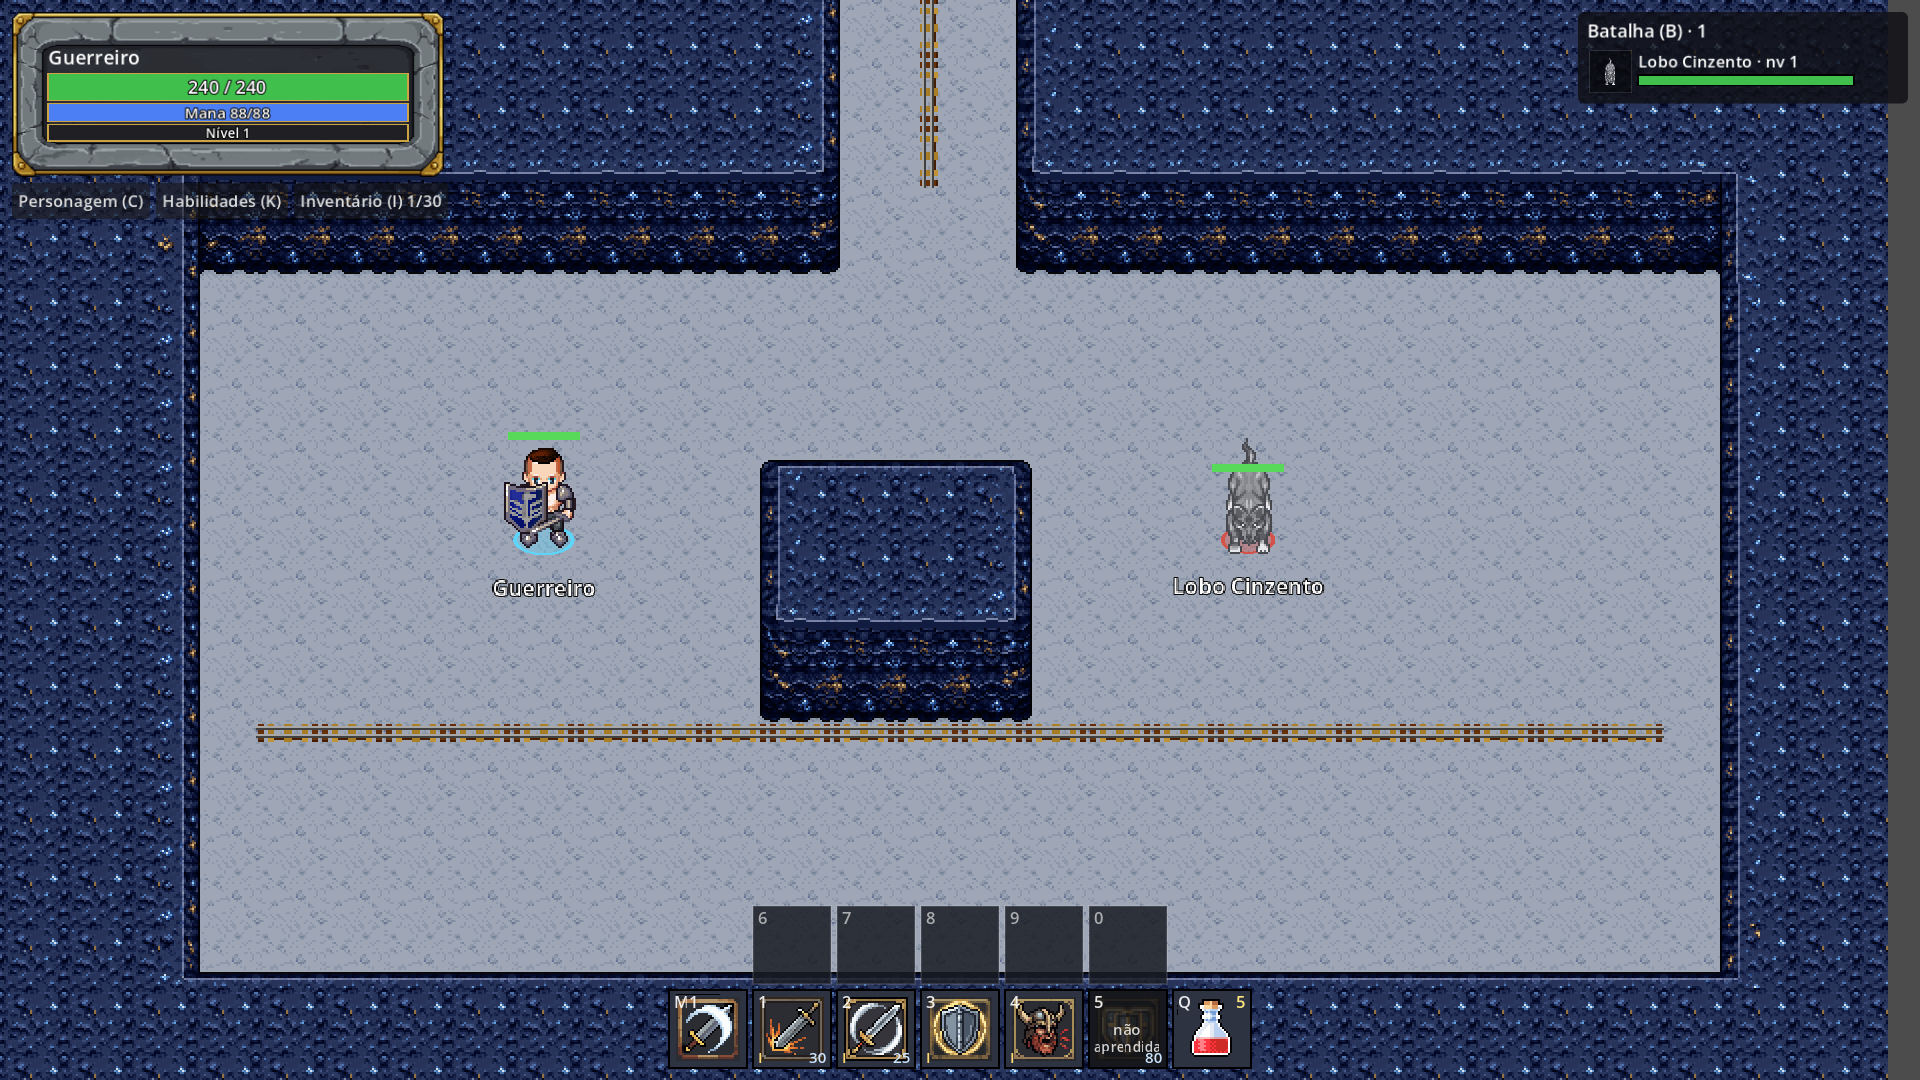 Guerreiro
240 / 240
Mana 88/88
Nível 1
Personagem (C)
Habilidades (K)
Inventário (I) 1/30
Batalha (B) · 1
Lobo Cinzento · nv 1
Guerreiro
Lobo Cinzento
6
7
8
9
0
M1
1
I
30
2
I
25
3
I
4
I
5
não
aprendida
80
Q
5